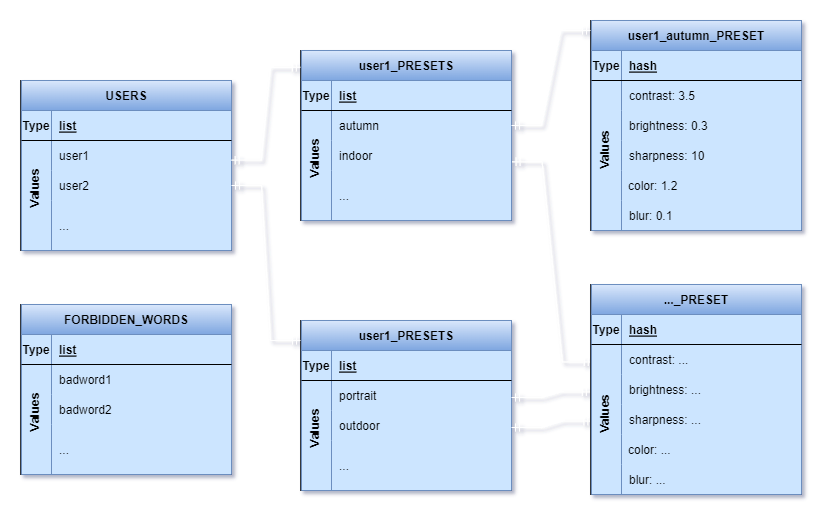 USERS
Type list
Values
user1
user2
...
FORBIDDEN_WORDS
Type list
Values
badword1
badword2
...
user1_PRESETS
Type list
Values
autumn
indoor
...
user1_PRESETS
Type list
Values
portrait
outdoor
...
user1_autumn_PRESET
Type hash
Values
contrast: 3.5
brightness: 0.3
sharpness: 10
color: 1.2
blur: 0.1
..._PRESET
Type hash
Values
contrast: ...
brightness: ...
sharpness: ...
color: ...
blur: ...